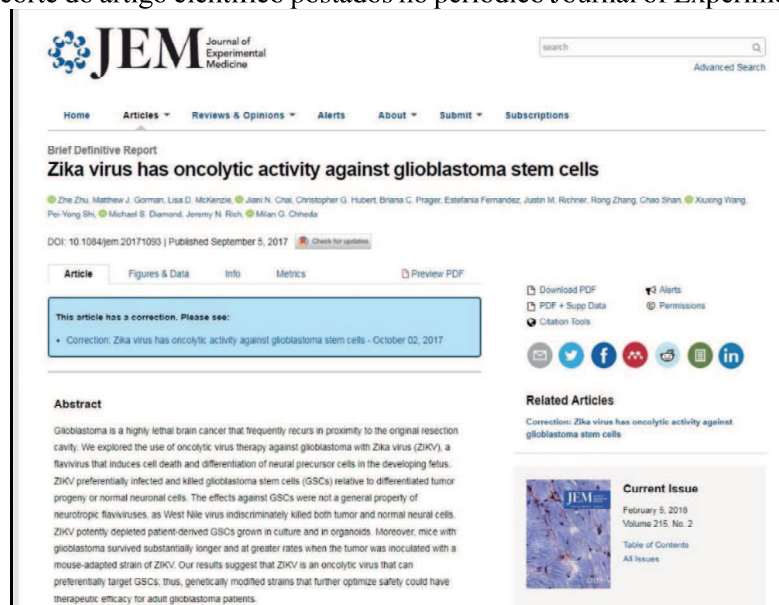 corte do artigo científico postados no periódico Journal of Experime
JEM Journal of
Experimental
Medicine
search
Advanced Search
Home Articles Reviews & Opinions Alerts About Submit Subscriptions
Brief Definitive Report
Zika virus has oncolytic activity against glioblastoma stem cells
Zhe Zhu, Matthew J. Gorman, Lisa D. McKenzie, Jiani N. Chai, Christopher G. Hubert, Briana C. Prager, Estefania Fernandez, Justin M. Richner, Rong Zhang, Chao Shan, Xiuxing Wang,
Pei-Yong Shi, Michael S. Diamond, Jeremy N. Rich, Milan G. Chheda
DOI: 10.1084/jem.20171093 | Published September 5, 2017 Check for updates
Article Figures & Data Info Metrics Preview PDF
This article has a correction. Please see:
• Correction: Zika virus has oncolytic activity against glioblastoma stem cells - October 02, 2017
Abstract
Glioblastoma is a highly lethal brain cancer that frequently recurs in proximity to the original resection
cavity. We explored the use of oncolytic virus therapy against glioblastoma with Zika virus (ZIKV), a
flavivirus that induces cell death and differentiation of neural precursor cells in the developing fetus.
ZIKV preferentially infected and killed glioblastoma stem cells (GSCs) relative to differentiated tumor
progeny or normal neuronal cells. The effects against GSCs were not a general property of
neurotropic flaviviruses, as West Nile virus indiscriminately killed both tumor and normal neural cells.
ZIKV potently depleted patient-derived GSCs grown in culture and in organoids. Moreover, mice with
glioblastoma survived substantially longer and at greater rates when the tumor was inoculated with a
mouse-adapted strain of ZIKV. Our results suggest that ZIKV is an oncolytic virus that can
preferentially target GSCs; thus, genetically modified strains that further optimize safety could have
therapeutic efficacy for adult glioblastoma patients.
Download PDF Alerts
PDF + Supp Data Permissions
Citation Tools
Related Articles
Correction: Zika virus has oncolytic activity against
glioblastoma stem cells
JEM
Current Issue
February 5, 2018
Volume 215, No. 2
Table of Contents
All Issues